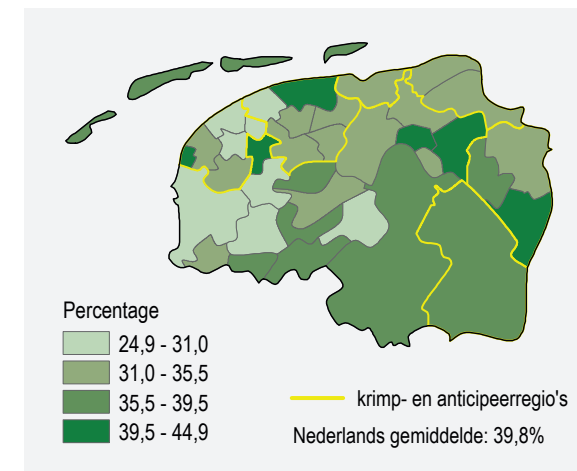 Percentage
24,9 - 31,0
31,0 - 35,5
35,5 - 39,5
39,5 - 44,9
krimp- en anticipeerregio's
Nederlands gemiddelde: 39,8%